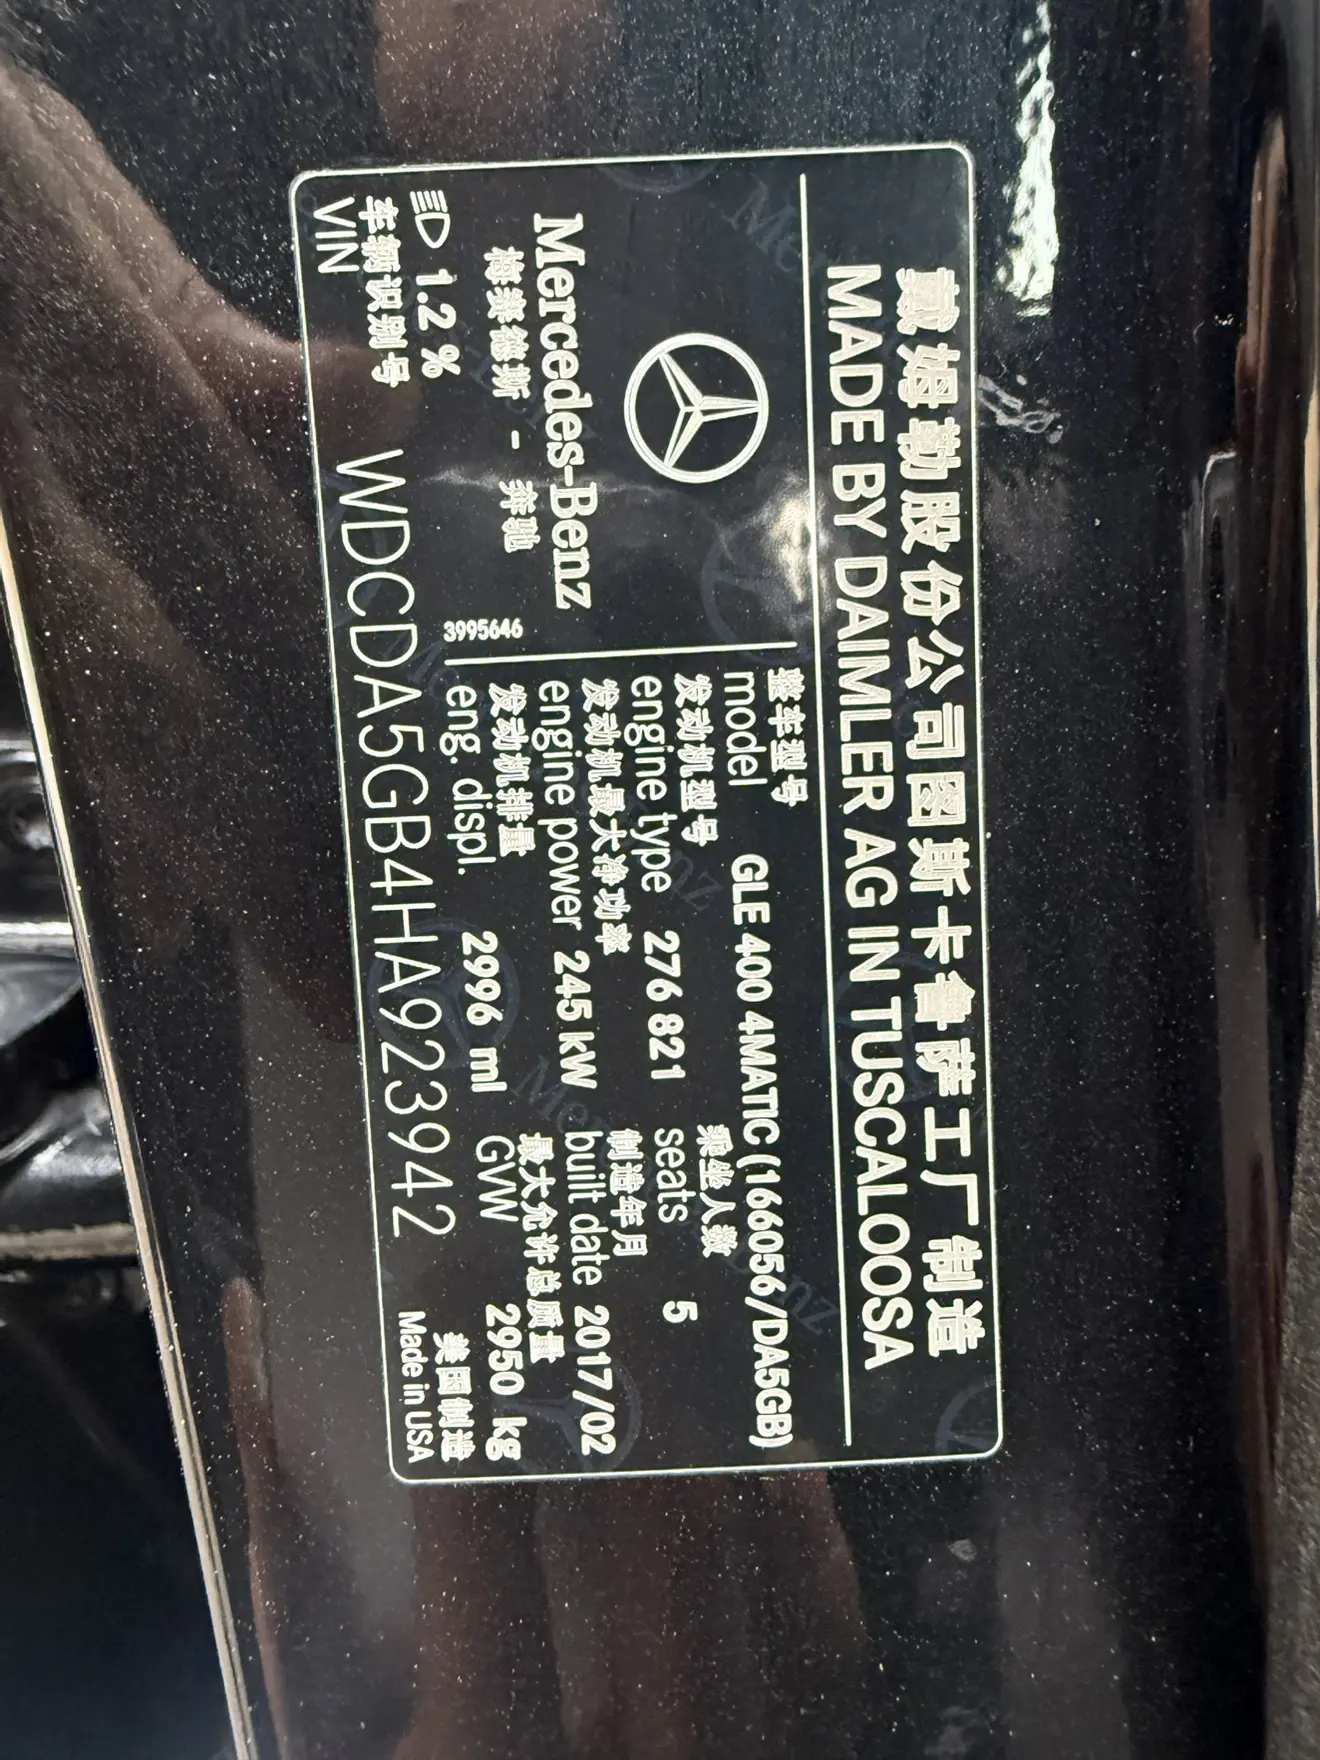 戴姆勒股份公司图斯卡鲁萨工厂制造
MADE BY DAIMLER AG IN TUSCALOOSA
Mercedes-Benz
梅赛德斯 - 奔驰
3995646
1.2%
整车型号
model GLE 400 4MATIC (166056/DA5GB)
发动机型号 乘坐人数
engine type 276 821 seats 5
发动机最大净功率 制造年月
engine power 245 kW built date 2017/02
发动机排量 最大允许总质量
eng. displ. 2996 ml GVW 2950 kg
车辆识别号
VIN WDCDA5GB4HA923942
美国制造
Made in USA